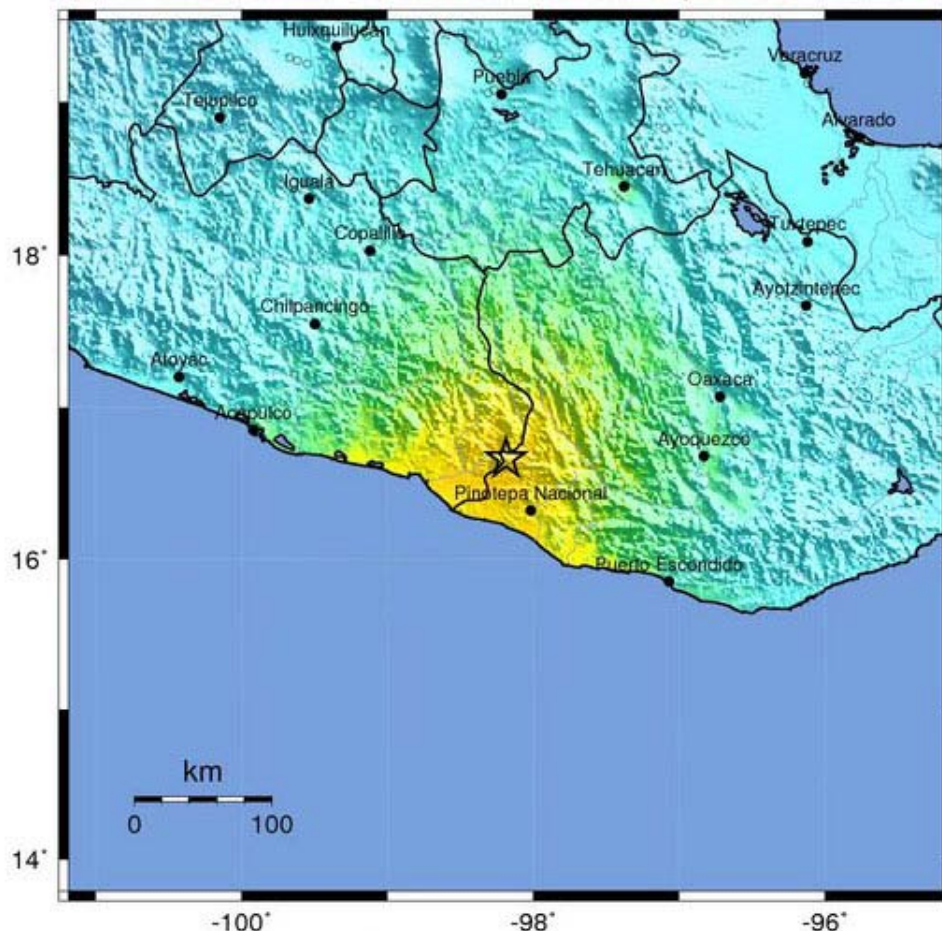 Huixquilucan
Veracruz
Puebla
Tejupilco
Alvarado
Tehuacan
Iguala
Copalillo
Tuxtepec
18°
Ayotzintepec
Chilpancingo
Atoyac
Oaxaca
Acapulco
Ayoquezco
Pinotepa Nacional
16°
Puerto Escondido
km
0 100
14°
-100° -98° -96°